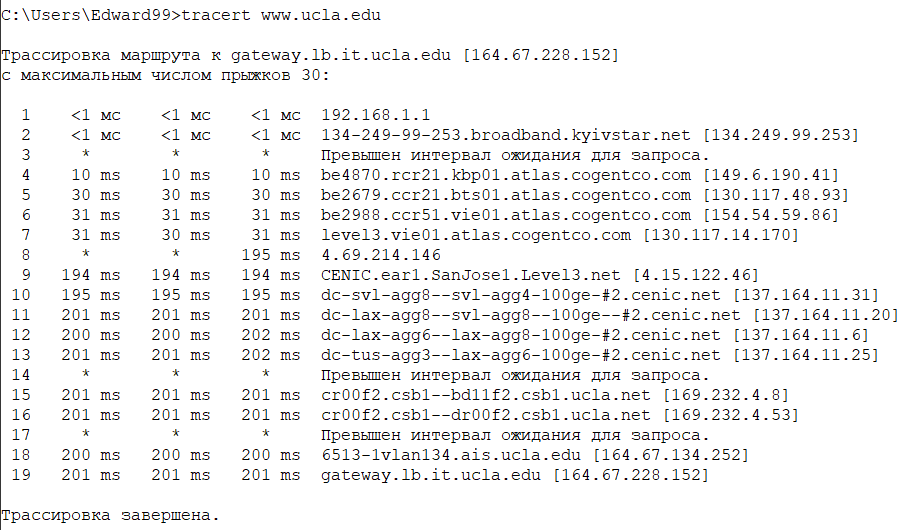 C:\Users\Edward99>tracert www.ucla.edu
Трассировка маршрута к gateway.lb.it.ucla.edu [164.67.228.152]
с максимальным числом прыжков 30:
1 <1 мс <1 мс <1 мс 192.168.1.1
2 <1 мс <1 мс <1 мс 134-249-99-253.broadband.kyivstar.net [134.249.99.253]
3 * * * Превышен интервал ожидания для запроса.
4 10 ms 10 ms 10 ms be4870.rcr21.kbp01.atlas.cogentco.com [149.6.190.41]
5 30 ms 30 ms 30 ms be2679.ccr21.bts01.atlas.cogentco.com [130.117.48.93]
6 31 ms 31 ms 31 ms be2988.ccr51.vie01.atlas.cogentco.com [154.54.59.86]
7 31 ms 30 ms 31 ms level3.vie01.atlas.cogentco.com [130.117.14.170]
8 * * 195 ms 4.69.214.146
9 194 ms 194 ms 194 ms CENIC.ear1.SanJose1.Level3.net [4.15.122.46]
10 195 ms 195 ms 195 ms dc-svl-agg8--svl-agg4-100ge-#2.cenic.net [137.164.11.31]
11 201 ms 201 ms 201 ms dc-lax-agg8--svl-agg8--100ge--#2.cenic.net [137.164.11.20]
12 200 ms 200 ms 202 ms dc-lax-agg6--lax-agg8-100ge-#2.cenic.net [137.164.11.6]
13 201 ms 201 ms 202 ms dc-tus-agg3--lax-agg6-100ge-#2.cenic.net [137.164.11.25]
14 * * * Превышен интервал ожидания для запроса.
15 201 ms 201 ms 201 ms cr00f2.csb1--bd11f2.csb1.ucla.net [169.232.4.8]
16 201 ms 201 ms 201 ms cr00f2.csb1--dr00f2.csb1.ucla.net [169.232.4.53]
17 * * * Превышен интервал ожидания для запроса.
18 200 ms 200 ms 200 ms 6513-1vlan134.ais.ucla.edu [164.67.134.252]
19 201 ms 201 ms 201 ms gateway.lb.it.ucla.edu [164.67.228.152]
Трассировка завершена.